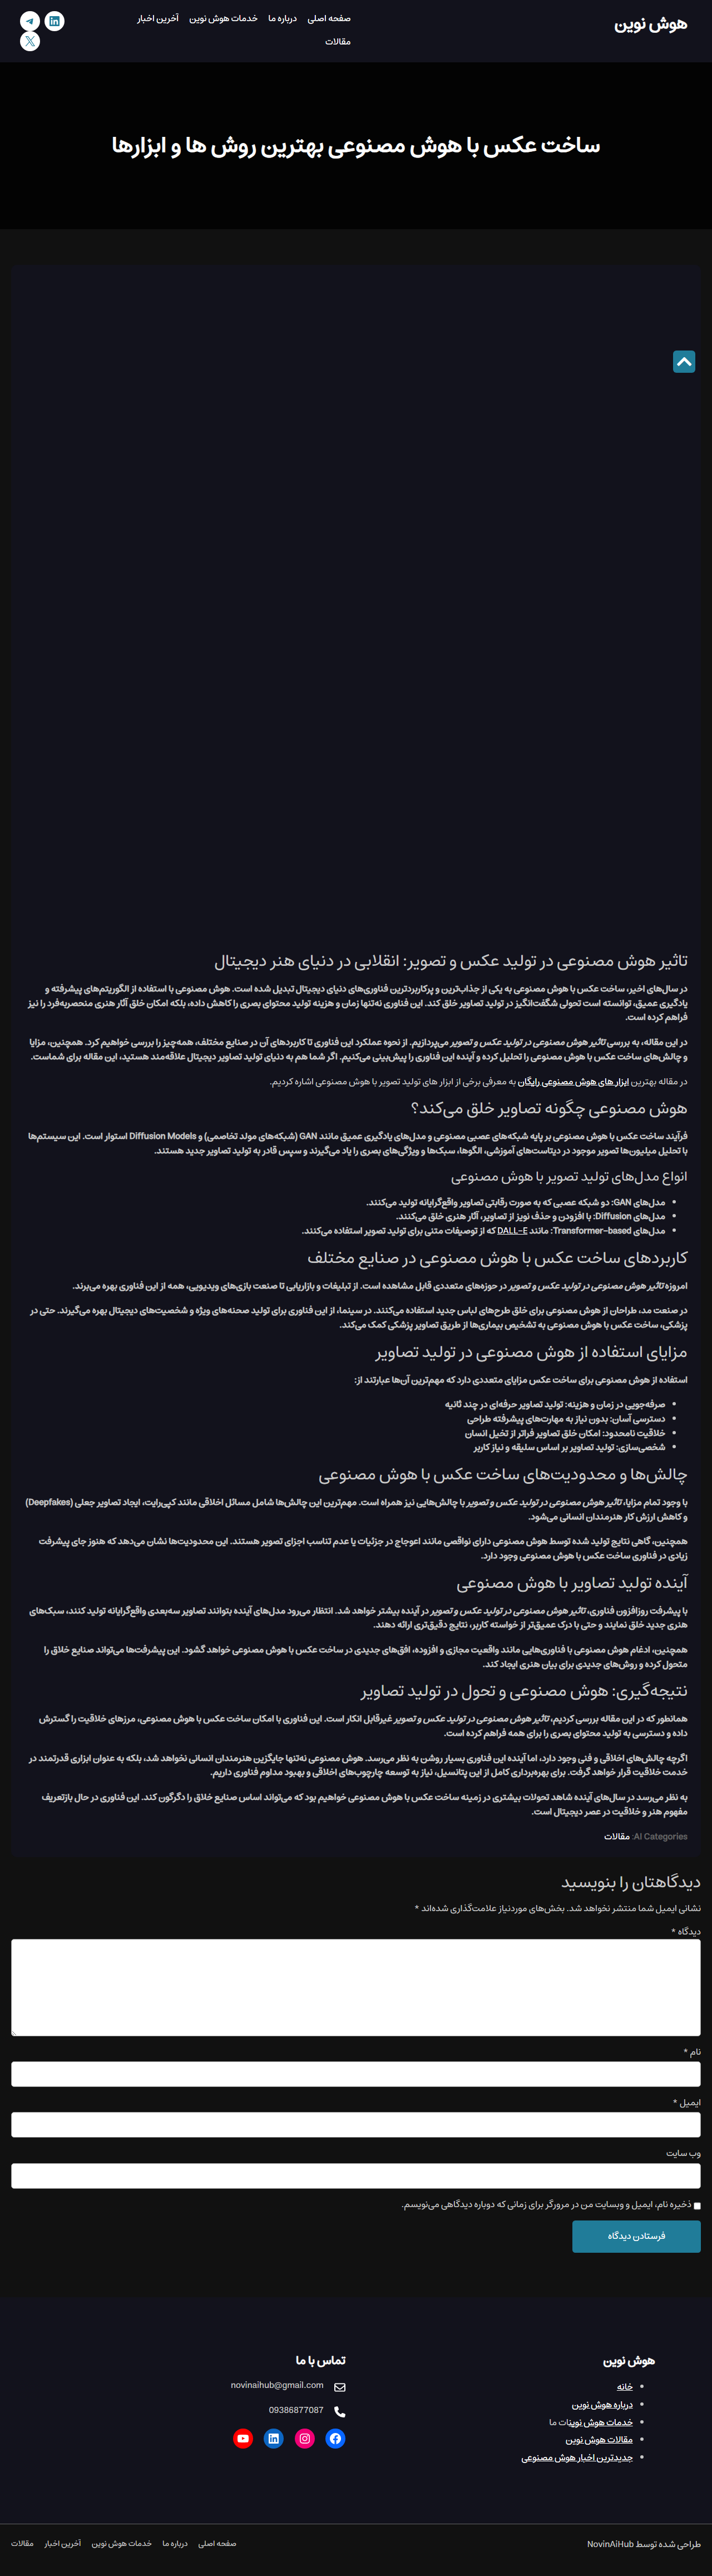 هوش نوین
صفحه اصلی
درباره ما
خدمات هوش نوین
آخرین اخبار
مقالات
ساخت عکس با هوش مصنوعی بهترین روش ها و ابزارها
تاثیر هوش مصنوعی در تولید عکس و تصویر: انقلابی در دنیای هنر دیجیتال
در سال‌های اخیر، ساخت عکس با هوش مصنوعی به یکی از جذاب‌ترین و پرکاربردترین فناوری‌های دنیای دیجیتال تبدیل شده است. هوش مصنوعی با استفاده از الگوریتم‌های پیشرفته و
یادگیری عمیق، توانسته است تحولی شگفت‌انگیز در تولید تصاویر خلق کند. این فناوری نه‌تنها زمان و هزینه تولید محتوای بصری را کاهش داده، بلکه امکان خلق آثار هنری منحصربه‌فرد را نیز
فراهم کرده است.
در این مقاله، به بررسی تاثیر هوش مصنوعی در تولید عکس و تصویر می‌پردازیم. از نحوه عملکرد این فناوری تا کاربردهای آن در صنایع مختلف، همه‌چیز را بررسی خواهیم کرد. همچنین، مزایا
و چالش‌های ساخت عکس با هوش مصنوعی را تحلیل کرده و آینده این فناوری را پیش‌بینی می‌کنیم. اگر شما هم به دنیای تولید تصاویر دیجیتال علاقه‌مند هستید، این مقاله برای شماست.
در مقاله بهترین ابزار های هوش مصنوعی رایگان به معرفی برخی از ابزار های تولید تصویر با هوش مصنوعی اشاره کردیم.
هوش مصنوعی چگونه تصاویر خلق می‌کند؟
فرآیند ساخت عکس با هوش مصنوعی بر پایه شبکه‌های عصبی مصنوعی و مدل‌های یادگیری عمیق مانند GAN (شبکه‌های مولد تخاصمی) و Diffusion Models استوار است. این سیستم‌ها
با تحلیل میلیون‌ها تصویر موجود در دیتاست‌های آموزشی، الگوها، سبک‌ها و ویژگی‌های بصری را یاد می‌گیرند و سپس قادر به تولید تصاویر جدید هستند.
انواع مدل‌های تولید تصویر با هوش مصنوعی
مدل‌های GAN: دو شبکه عصبی که به صورت رقابتی تصاویر واقع‌گرایانه تولید می‌کنند.
مدل‌های Diffusion: با افزودن و حذف نویز از تصاویر، آثار هنری خلق می‌کنند.
مدل‌های Transformer-based: مانند DALL-E که از توصیفات متنی برای تولید تصویر استفاده می‌کنند.
کاربردهای ساخت عکس با هوش مصنوعی در صنایع مختلف
امروزه تاثیر هوش مصنوعی در تولید عکس و تصویر در حوزه‌های متعددی قابل مشاهده است. از تبلیغات و بازاریابی تا صنعت بازی‌های ویدیویی، همه از این فناوری بهره می‌برند.
در صنعت مد، طراحان از هوش مصنوعی برای خلق طرح‌های لباس جدید استفاده می‌کنند. در سینما، از این فناوری برای تولید صحنه‌های ویژه و شخصیت‌های دیجیتال بهره می‌گیرند. حتی در
پزشکی، ساخت عکس با هوش مصنوعی به تشخیص بیماری‌ها از طریق تصاویر پزشکی کمک می‌کند.
مزایای استفاده از هوش مصنوعی در تولید تصاویر
استفاده از هوش مصنوعی برای ساخت عکس مزایای متعددی دارد که مهم‌ترین آن‌ها عبارتند از:
صرفه‌جویی در زمان و هزینه: تولید تصاویر حرفه‌ای در چند ثانیه
دسترسی آسان: بدون نیاز به مهارت‌های پیشرفته طراحی
خلاقیت نامحدود: امکان خلق تصاویر فراتر از تخیل انسان
شخصی‌سازی: تولید تصاویر بر اساس سلیقه و نیاز کاربر
چالش‌ها و محدودیت‌های ساخت عکس با هوش مصنوعی
با وجود تمام مزایا، تاثیر هوش مصنوعی در تولید عکس و تصویر با چالش‌هایی نیز همراه است. مهم‌ترین این چالش‌ها شامل مسائل اخلاقی مانند کپی‌رایت، ایجاد تصاویر جعلی (Deepfakes)
و کاهش ارزش کار هنرمندان انسانی می‌شود.
همچنین، گاهی نتایج تولید شده توسط هوش مصنوعی دارای نواقصی مانند اعوجاج در جزئیات یا عدم تناسب اجزای تصویر هستند. این محدودیت‌ها نشان می‌دهد که هنوز جای پیشرفت
زیادی در فناوری ساخت عکس با هوش مصنوعی وجود دارد.
آینده تولید تصاویر با هوش مصنوعی
با پیشرفت روزافزون فناوری، تاثیر هوش مصنوعی در تولید عکس و تصویر در آینده بیشتر خواهد شد. انتظار می‌رود مدل‌های آینده بتوانند تصاویر سه‌بعدی واقع‌گرایانه تولید کنند، سبک‌های
هنری جدید خلق نمایند و حتی با درک عمیق‌تر از خواسته کاربر، نتایج دقیق‌تری ارائه دهند.
همچنین، ادغام هوش مصنوعی با فناوری‌هایی مانند واقعیت مجازی و افزوده، افق‌های جدیدی در ساخت عکس با هوش مصنوعی خواهد گشود. این پیشرفت‌ها می‌تواند صنایع خلاق را
متحول کرده و روش‌های جدیدی برای بیان هنری ایجاد کند.
نتیجه‌گیری: هوش مصنوعی و تحول در تولید تصاویر
همانطور که در این مقاله بررسی کردیم، تاثیر هوش مصنوعی در تولید عکس و تصویر غیرقابل انکار است. این فناوری با امکان ساخت عکس با هوش مصنوعی، مرزهای خلاقیت را گسترش
داده و دسترسی به تولید محتوای بصری را برای همه فراهم کرده است.
اگرچه چالش‌های اخلاقی و فنی وجود دارد، اما آینده این فناوری بسیار روشن به نظر می‌رسد. هوش مصنوعی نه‌تنها جایگزین هنرمندان انسانی نخواهد شد، بلکه به عنوان ابزاری قدرتمند در
خدمت خلاقیت قرار خواهد گرفت. برای بهره‌برداری کامل از این پتانسیل، نیاز به توسعه چارچوب‌های اخلاقی و بهبود مداوم فناوری داریم.
به نظر می‌رسد در سال‌های آینده شاهد تحولات بیشتری در زمینه ساخت عکس با هوش مصنوعی خواهیم بود که می‌تواند اساس صنایع خلاق را دگرگون کند. این فناوری در حال بازتعریف
مفهوم هنر و خلاقیت در عصر دیجیتال است.
AI Categories: مقالات
دیدگاهتان را بنویسید
نشانی ایمیل شما منتشر نخواهد شد. بخش‌های موردنیاز علامت‌گذاری شده‌اند *
دیدگاه *
نام *
ایمیل *
وب‌ سایت
ذخیره نام، ایمیل و وبسایت من در مرورگر برای زمانی که دوباره دیدگاهی می‌نویسم.
فرستادن دیدگاه
هوش نوین
خانه
درباره هوش نوین
خدمات هوش نوینات ما
مقالات هوش نوین
جدیدترین اخبار هوش مصنوعی
تماس با ما
novinaihub@gmail.com
09386877087
طراحی شده توسط NovinAiHub
صفحه اصلی
درباره ما
خدمات هوش نوین
آخرین اخبار
مقالات